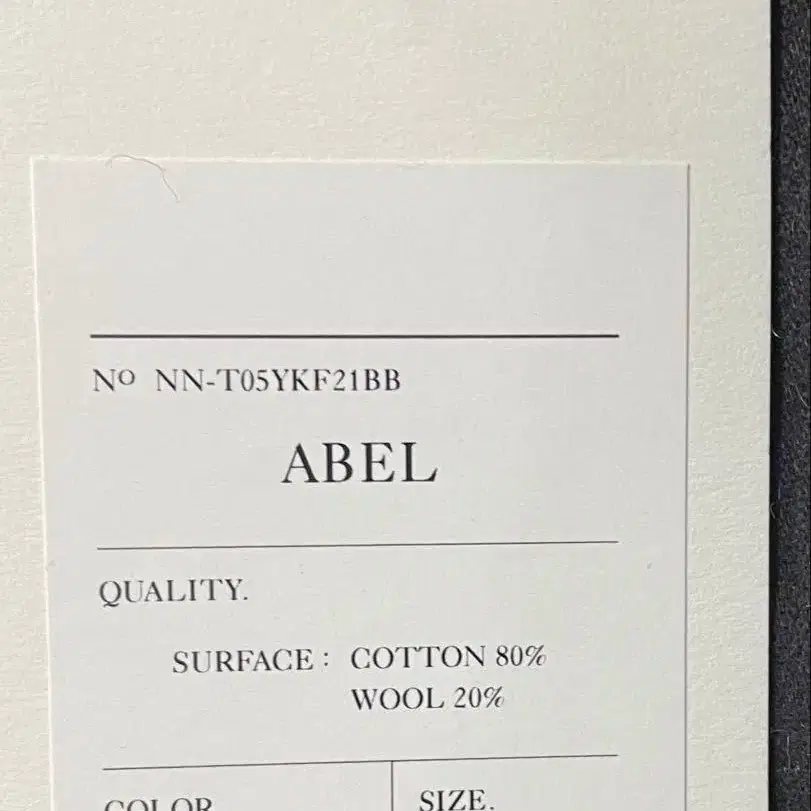 Nº NN-T05YKF21BB
ABEL
QUALITY.
SURFACE : COTTON 80%
WOOL 20%
COLOR
SIZE.